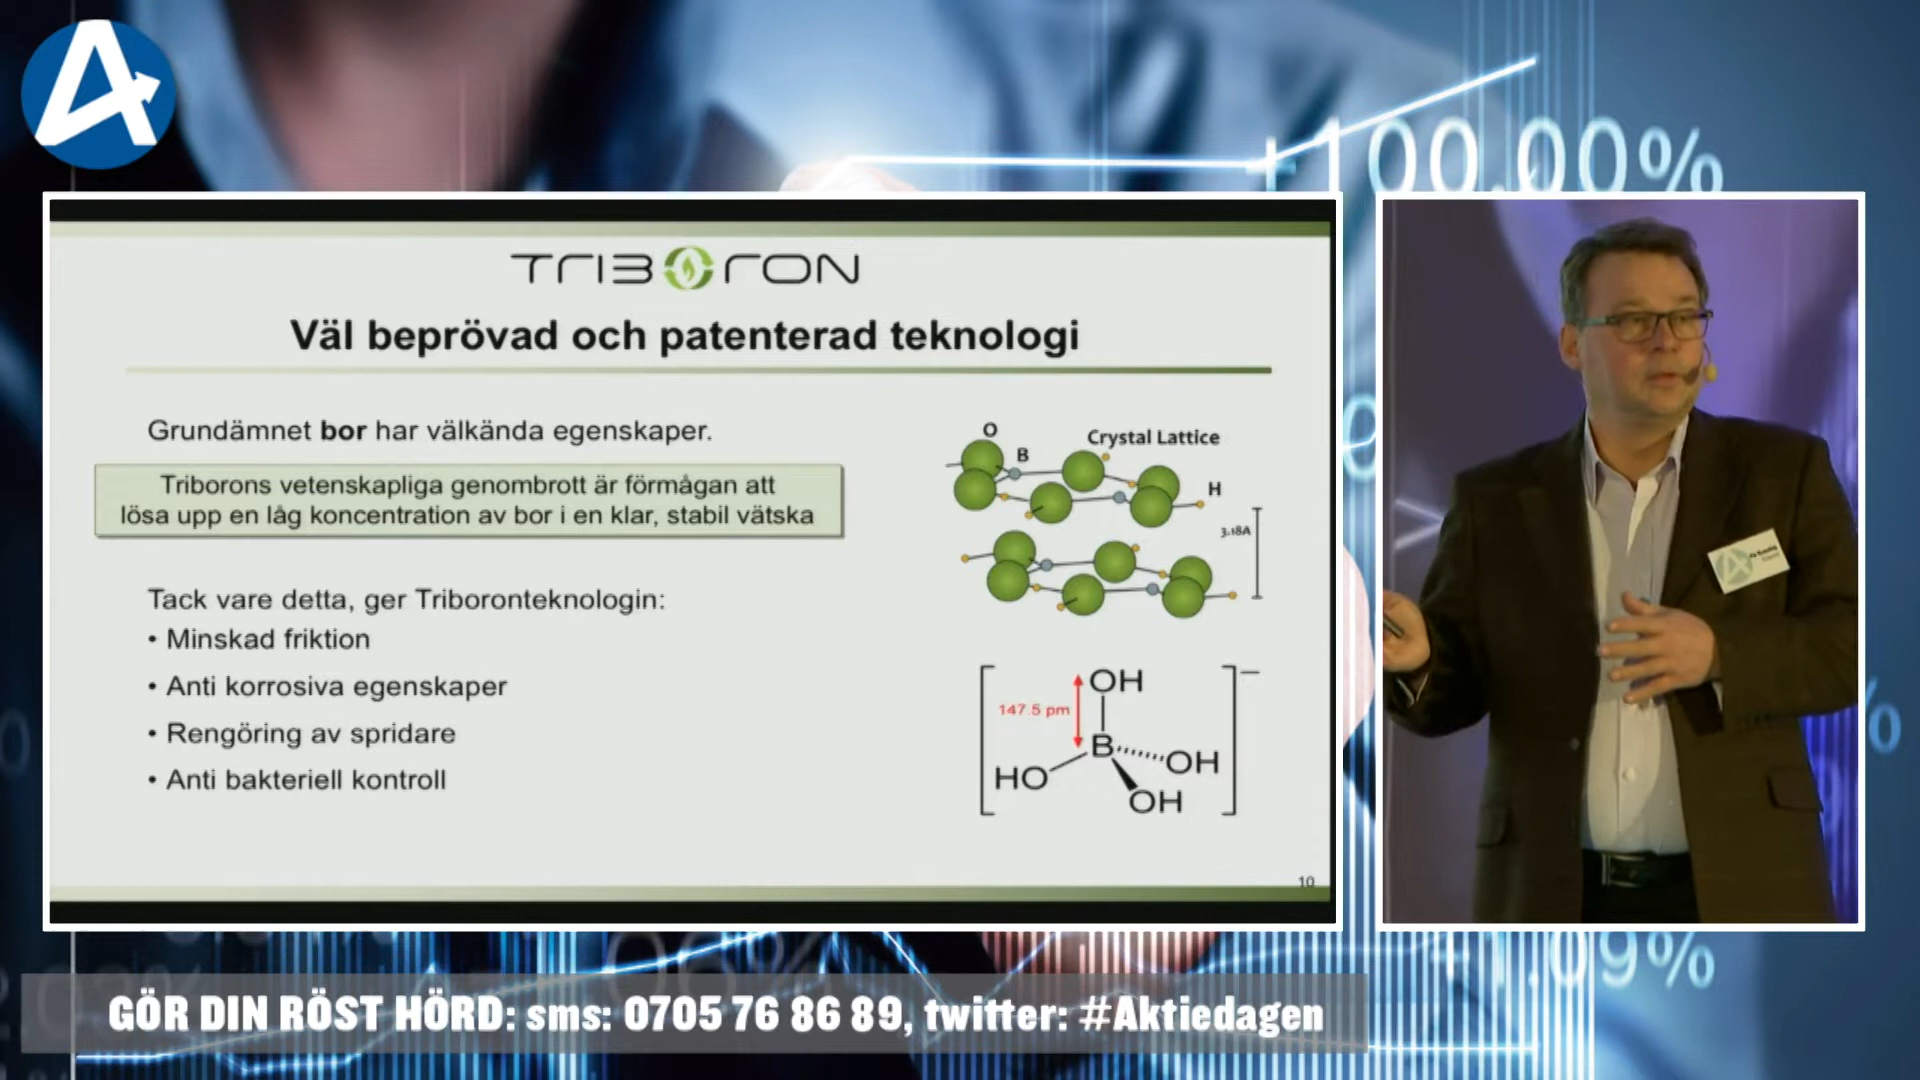 +100.00%
TRIBORON
Väl beprövad och patenterad teknologi
Grundämnet bor har välkända egenskaper.
Triborons vetenskapliga genombrott är förmågan att
lösa upp en låg koncentration av bor i en klar, stabil vätska
Tack vare detta, ger Triboronteknologin:
• Minskad friktion
• Anti korrosiva egenskaper
• Rengöring av spridare
• Anti bakteriell kontroll
O
B
Crystal Lattice
H
3.18A
OH
147.5 pm
B
HO
OH
OH
–
10
1.09%
06%
GÖR DIN RÖST HÖRD: sms: 0705 76 86 89, twitter: #Aktiedagen